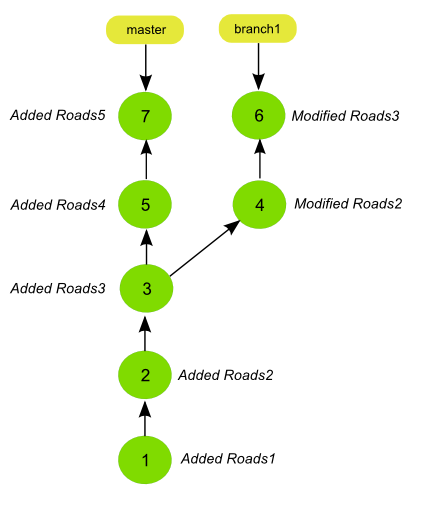 master
branch1
Added Roads5
7
6
Modified Roads3
Added Roads4
5
4
Modified Roads2
Added Roads3
3
2
Added Roads2
1
Added Roads1